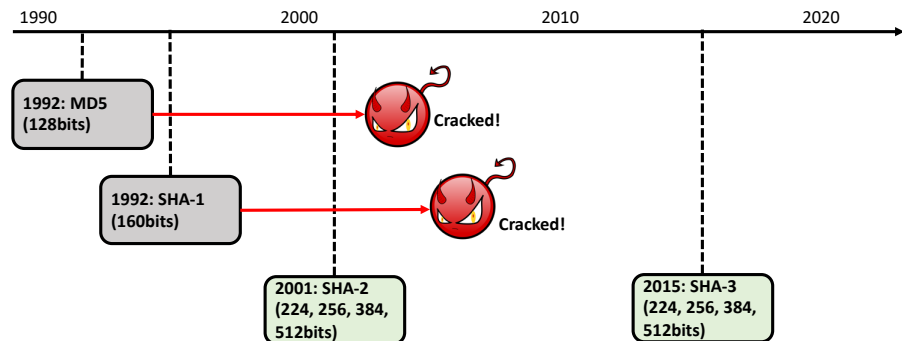 1990 2000 2010 2020
1992: MD5
(128bits)
Cracked!
1992: SHA-1
(160bits)
Cracked!
2001: SHA-2
(224, 256, 384,
512bits)
2015: SHA-3
(224, 256, 384,
512bits)